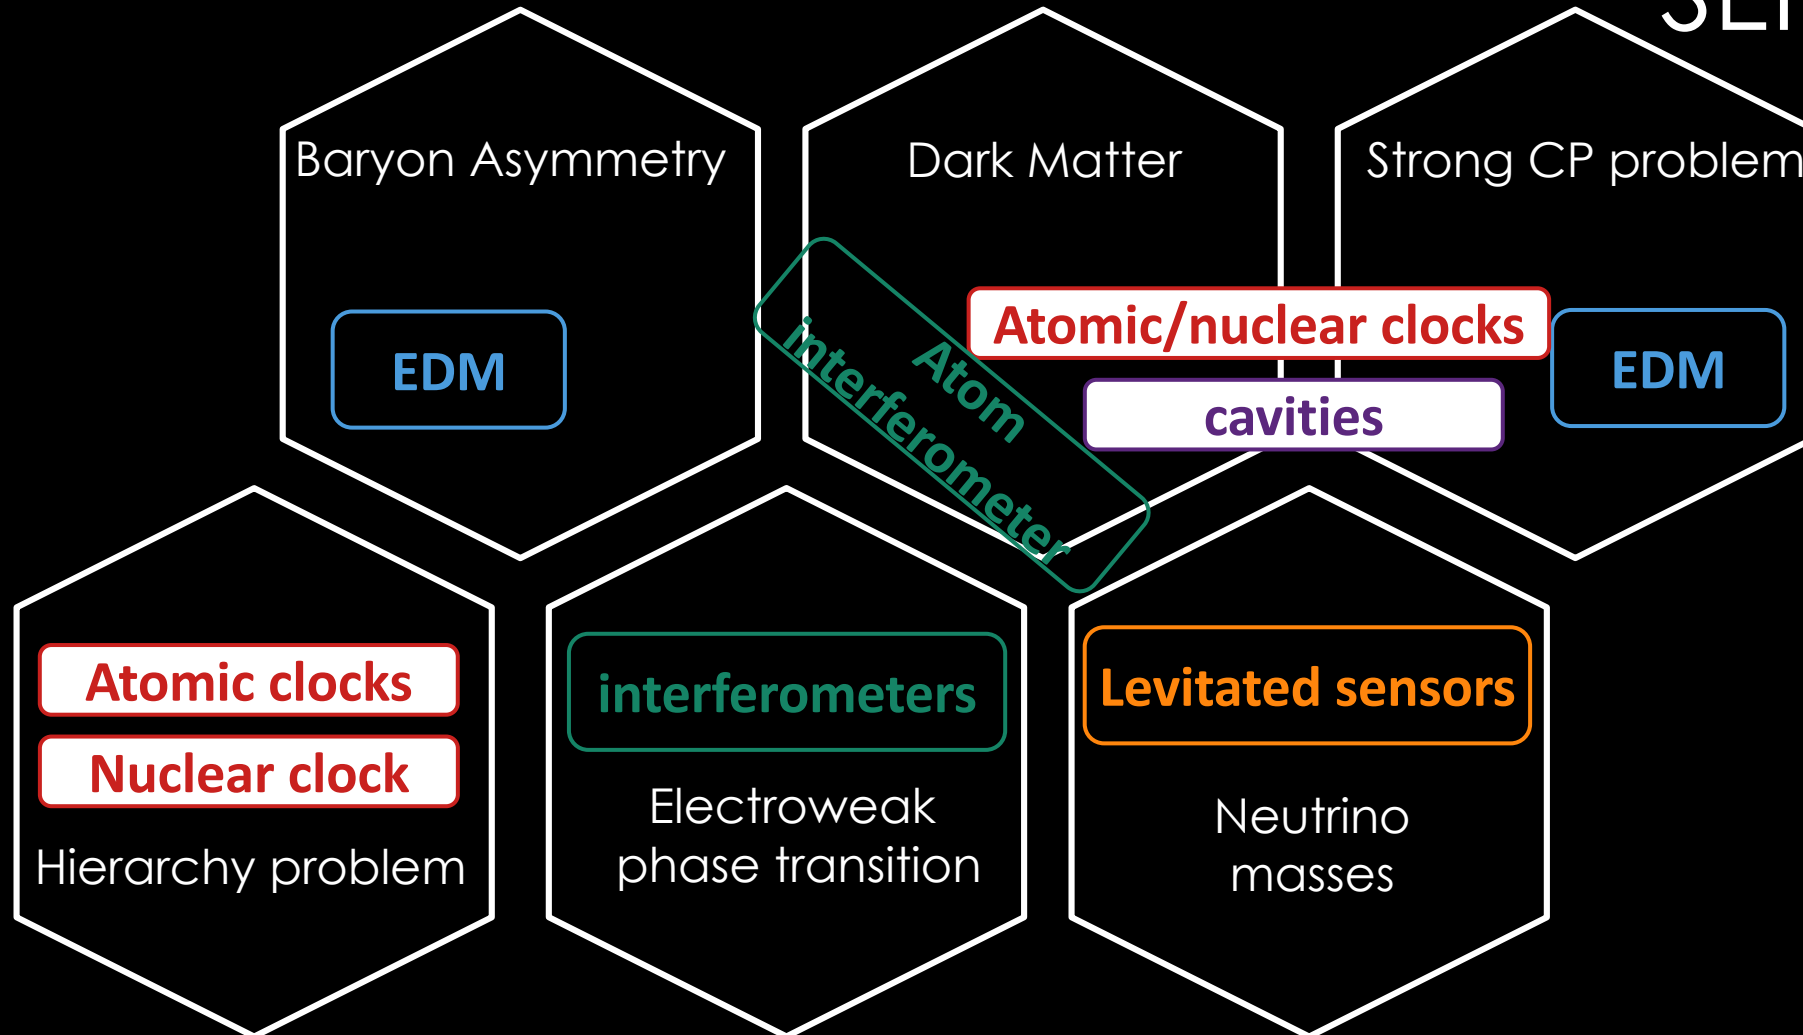 Baryon Asymmetry
Dark Matter
Strong CP problem
EDM
Atom
interferometer
Atomic/nuclear clocks
cavities
EDM
Atomic clocks
Nuclear clock
Hierarchy problem
interferometers
Electroweak
phase transition
Levitated sensors
Neutrino
masses